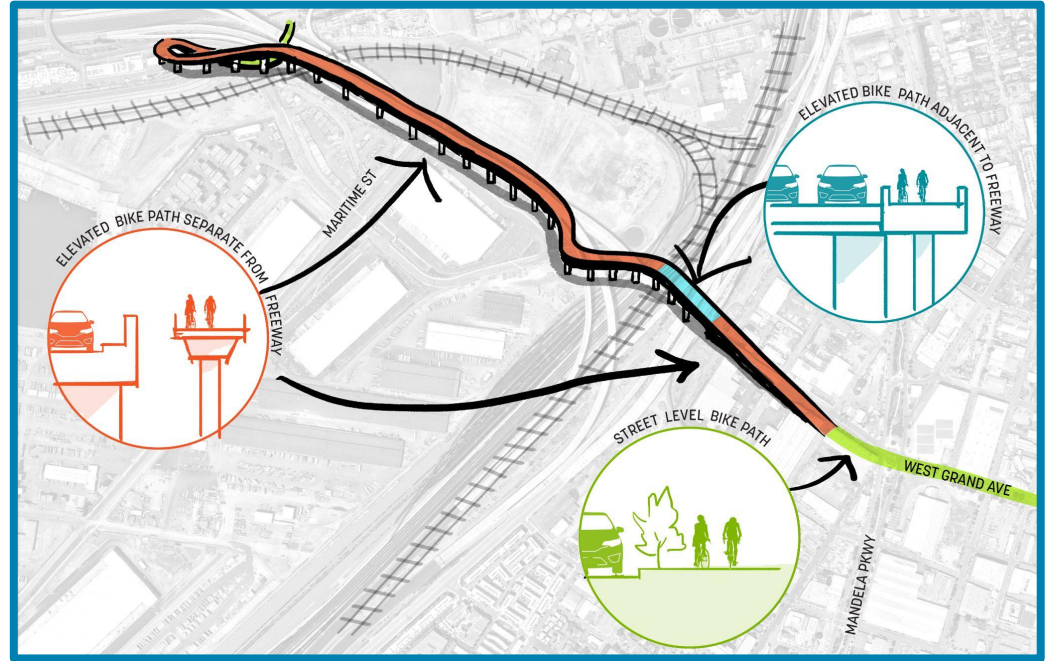 ELEVATED BIKE PATH ADJACENT TO FREEWAY
MARITIME ST
ELEVATED BIKE PATH SEPARATE FROM FREEWAY
STREET LEVEL BIKE PATH
WEST GRAND AVE
MANDELA PKWY